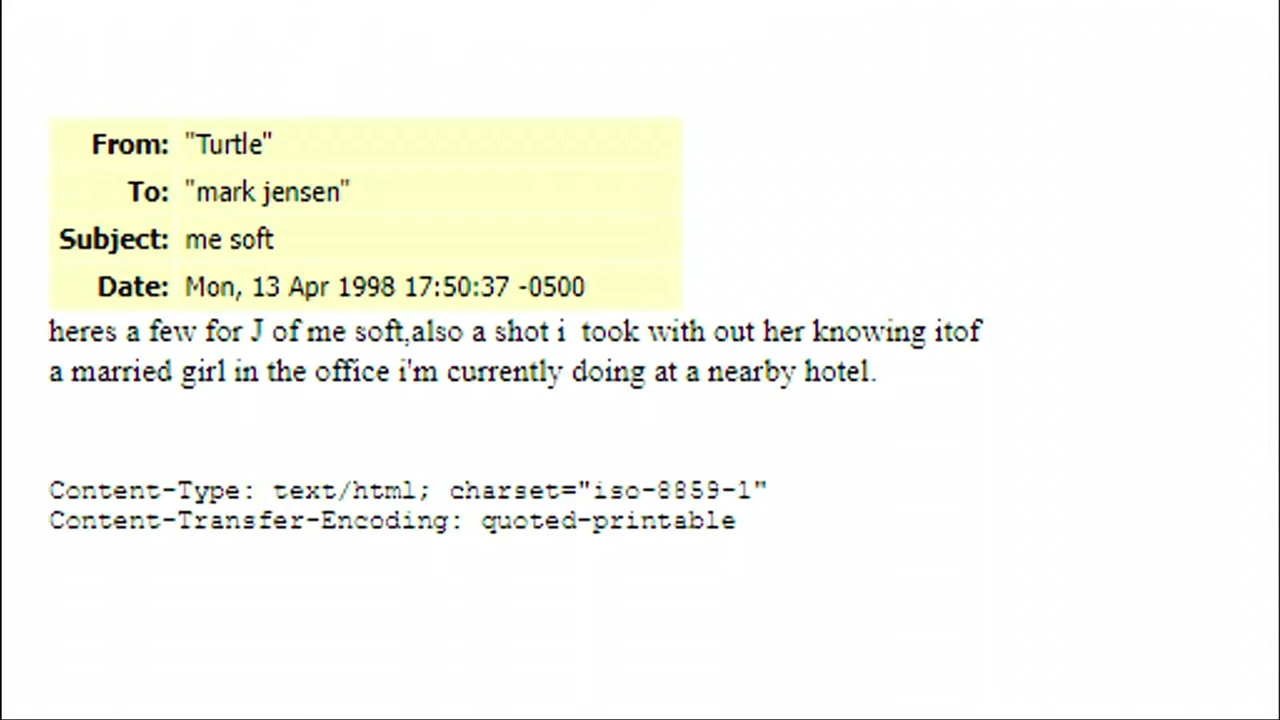 From: "Turtle"
To: "mark jensen"
Subject: me soft
Date: Mon, 13 Apr 1998 17:50:37 -0500
heres a few for J of me soft,also a shot i  took with out her knowing itof
a married girl in the office i'm currently doing at a nearby hotel.
Content-Type: text/html; charset="iso-8859-1"
Content-Transfer-Encoding: quoted-printable